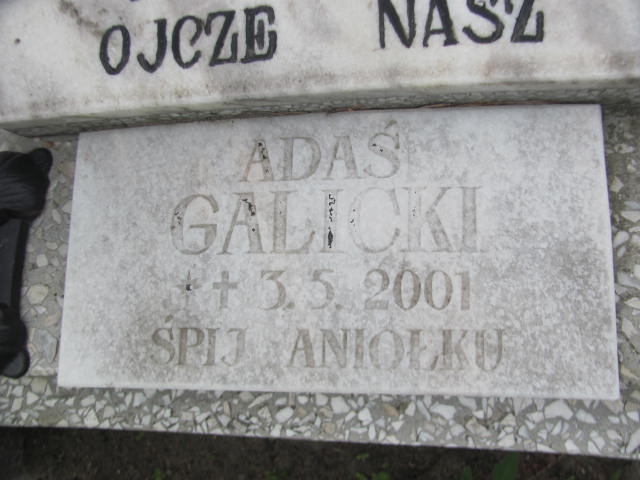 OJCZE NASZ
ADAŚ
GALICKI
* + 3.5.2001
ŚPIJ ANIOŁKU